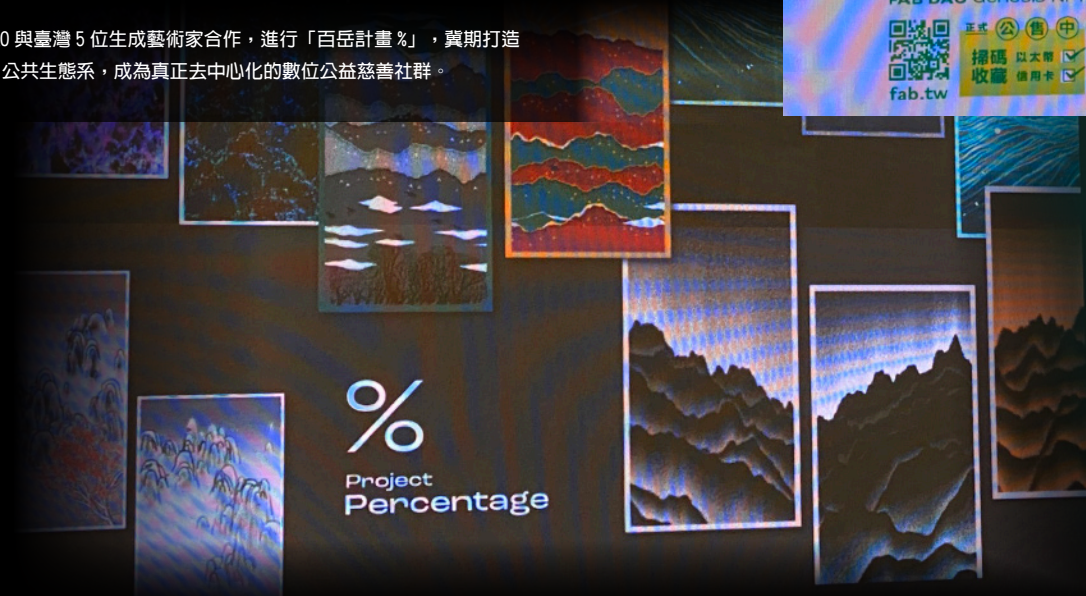 0 與臺灣 5 位生成藝術家合作，進行「百岳計畫 %」，冀期打造
公共生態系，成為真正去中心化的數位公益慈善社群。
FAB DAO Genesis NF
正式 公 售 中
掃碼 以太幣
收藏 信用卡
fab.tw
%
Project
Percentage